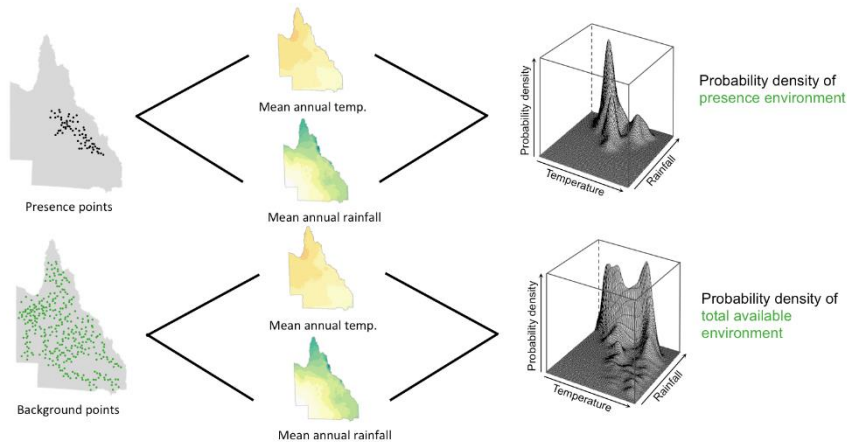 Mean annual temp.
Presence points
Mean annual rainfall
Probability density
Temperature
Rainfall
Probability density of
presence environment
Mean annual temp.
Background points
Mean annual rainfall
Probability density
Temperature
Rainfall
Probability density of
total available
environment